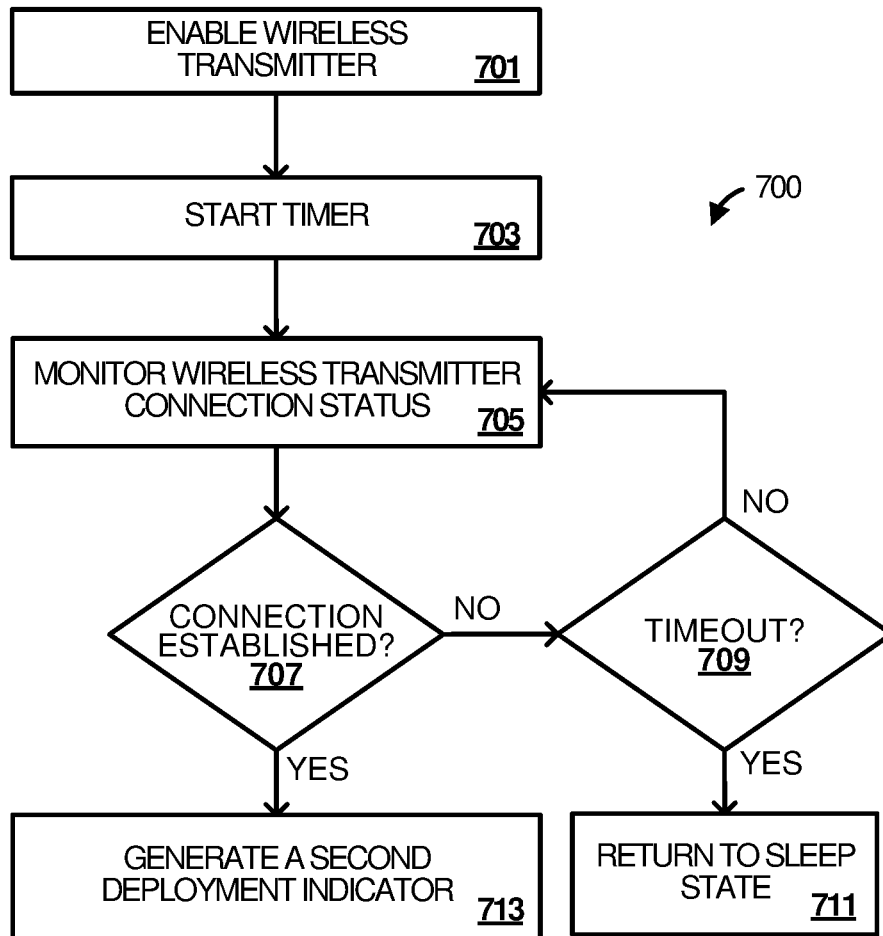 ENABLE WIRELESS
TRANSMITTER
701
START TIMER
703
700
MONITOR WIRELESS TRANSMITTER
CONNECTION STATUS
705
NO
CONNECTION
ESTABLISHED?
707
NO
TIMEOUT?
709
YES
YES
GENERATE A SECOND
DEPLOYMENT INDICATOR
713
RETURN TO SLEEP
STATE
711